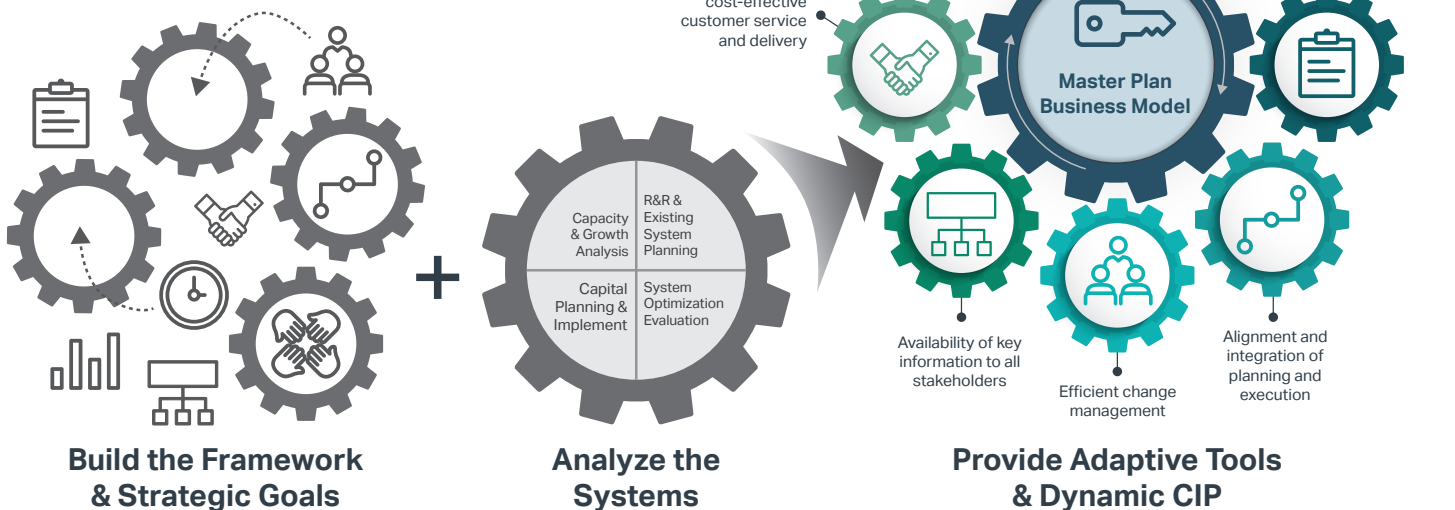 cost-effective
customer service
and delivery
Master Plan
Business Model
Capacity
& Growth
Analysis
R&R &
Existing
System
Planning
Capital
Planning &
Implement
System
Optimization
Evaluation
+
Availability of key
information to all
stakeholders
Efficient change
management
Alignment and
integration of
planning and
execution
Build the Framework
& Strategic Goals
Analyze the
Systems
Provide Adaptive Tools
& Dynamic CIP